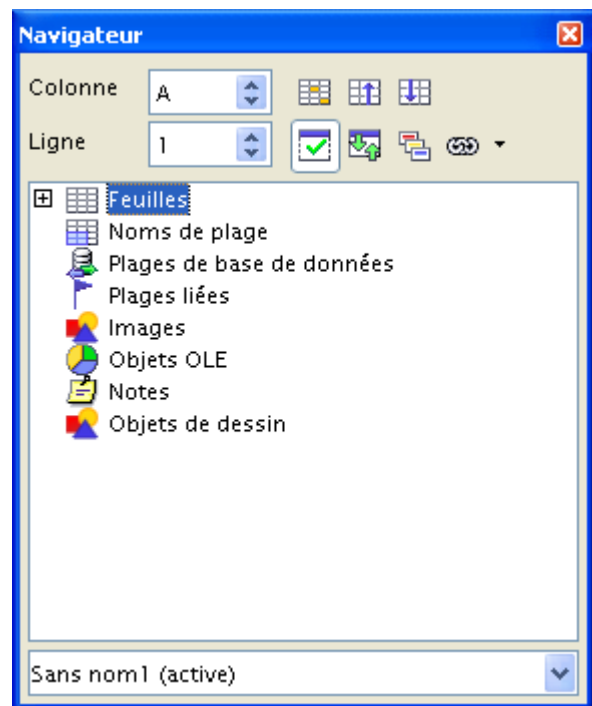 Navigateur
Colonne A
Ligne 1
Feuilles
Noms de plage
Plages de base de données
Plages liées
Images
Objets OLE
Notes
Objets de dessin
Sans nom1 (active)